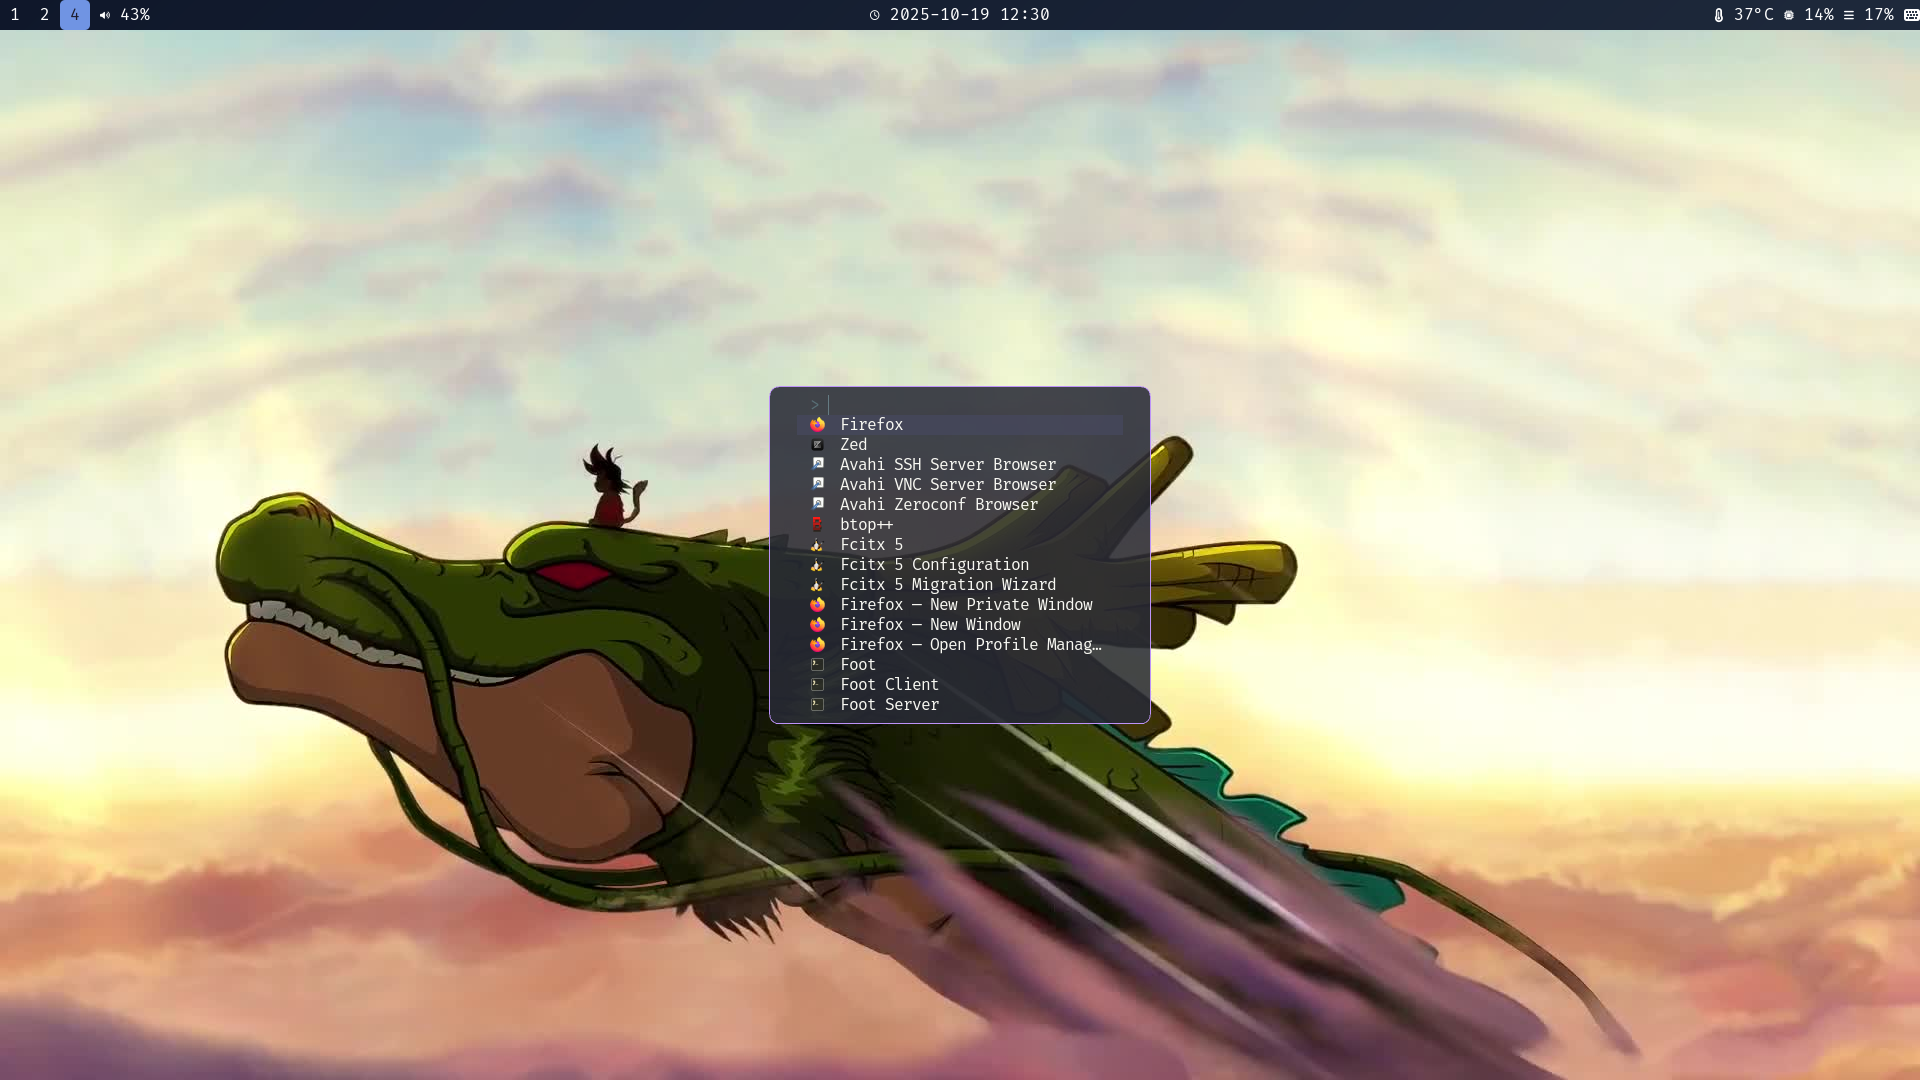 1 2 4 43%
2025-10-19 12:30
37°C 14% 17%
>
Firefox
Zed
Avahi SSH Server Browser
Avahi VNC Server Browser
Avahi Zeroconf Browser
btop++
Fcitx 5
Fcitx 5 Configuration
Fcitx 5 Migration Wizard
Firefox — New Private Window
Firefox — New Window
Firefox — Open Profile Manag…
Foot
Foot Client
Foot Server